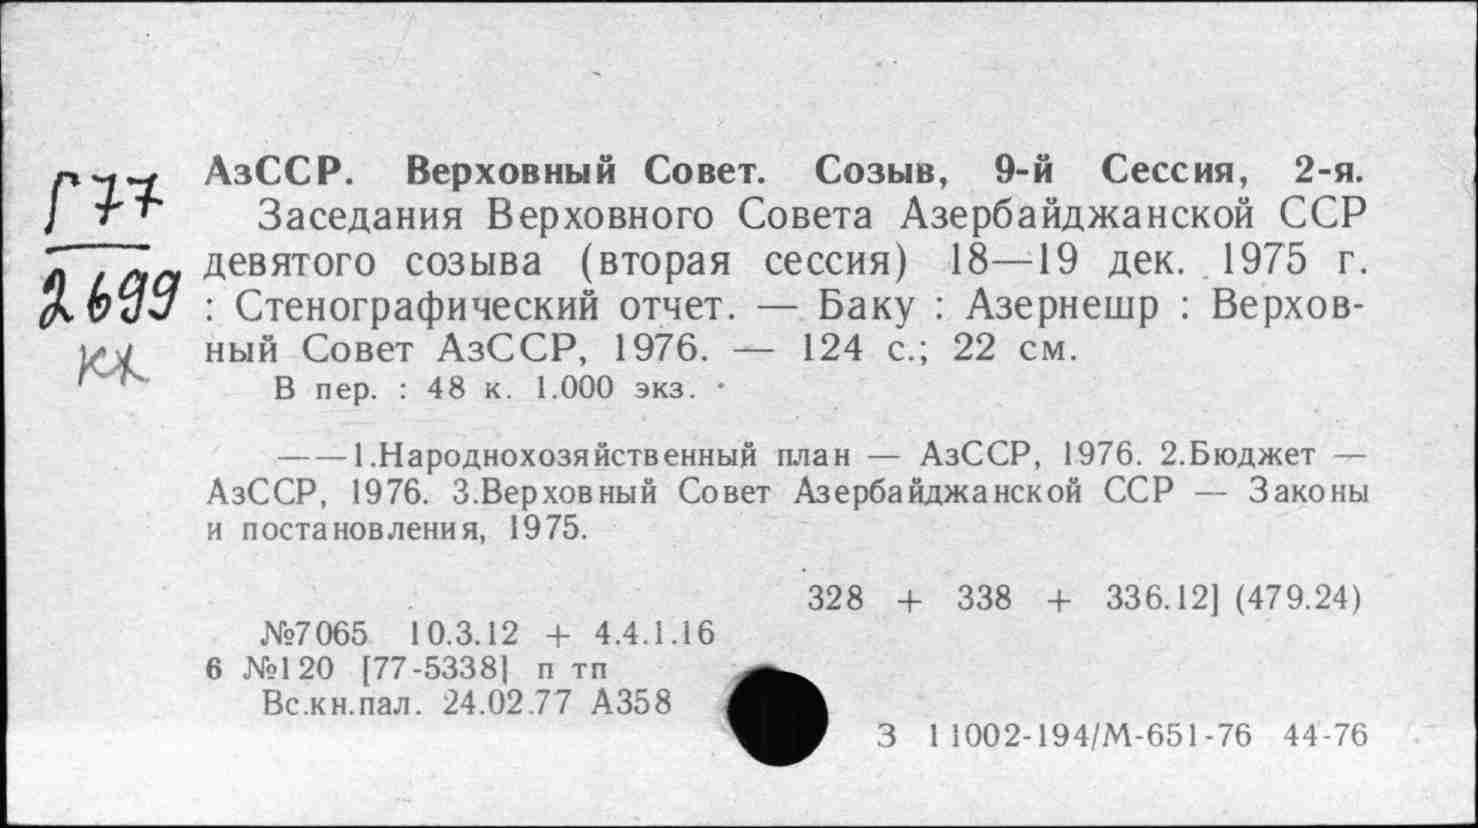 Г77
2699
КХ
АзССР. Верховный Совет. Созыв, 9-й Сессия, 2-я.
Заседания Верховного Совета Азербайджанской ССР
девятого созыва (вторая сессия) 18—19 дек. 1975 г.
: Стенографический отчет. — Баку : Азернешр : Верхов-
ный Совет АзССР, 1976. — 124 с.; 22 см.
В пер. : 48 к. 1.000 экз.
— — 1.Народнохозяйственный план — АзССР, 1976. 2.Бюджет —
АзССР, 1976. 3.Верховный Совет Азербайджанской ССР — Законы
и постановления, 1975.
328 + 338 + 336.12] (479.24)
№7065 10.3.12 + 4.4.1.16
6 №120 [77-5338] п тп
Вс.кн.пал. 24.02.77 А358
З 11002-194/М-651-76 44-76